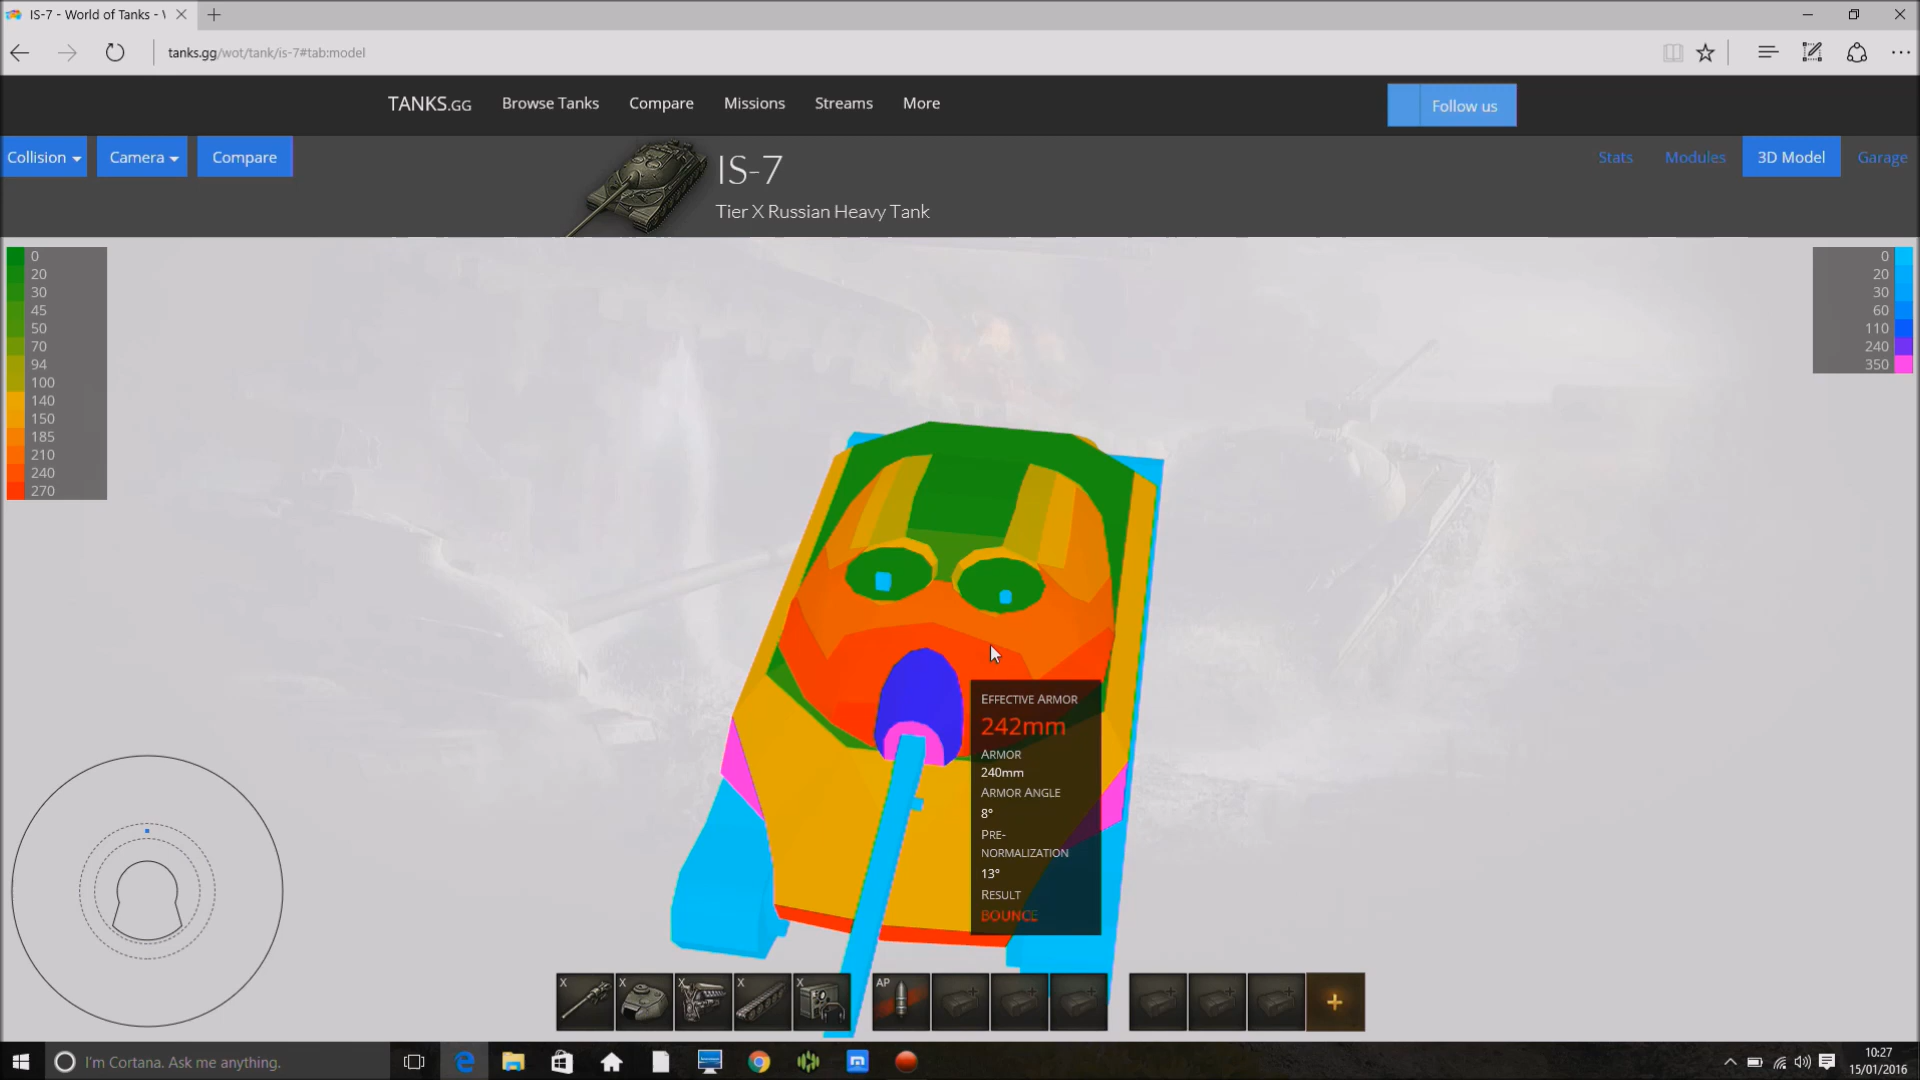 IS-7 - World of Tanks - \
tanks.gg/wot/tank/is-7#tab:model
TANKS.GG
Browse Tanks
Compare
Missions
Streams
More
Follow us
Collision
Camera
Compare
IS-7
Tier X Russian Heavy Tank
Stats
Modules
3D Model
Garage
0
20
30
45
50
70
94
100
140
150
185
210
240
270
0
20
30
60
110
240
350
EFFECTIVE ARMOR
242mm
ARMOR
240mm
ARMOR ANGLE
8°
PRE-
NORMALIZATION
13°
RESULT
BOUNCE
X
X
X
X
X
AP
I'm Cortana. Ask me anything.
10:27
15/01/2016